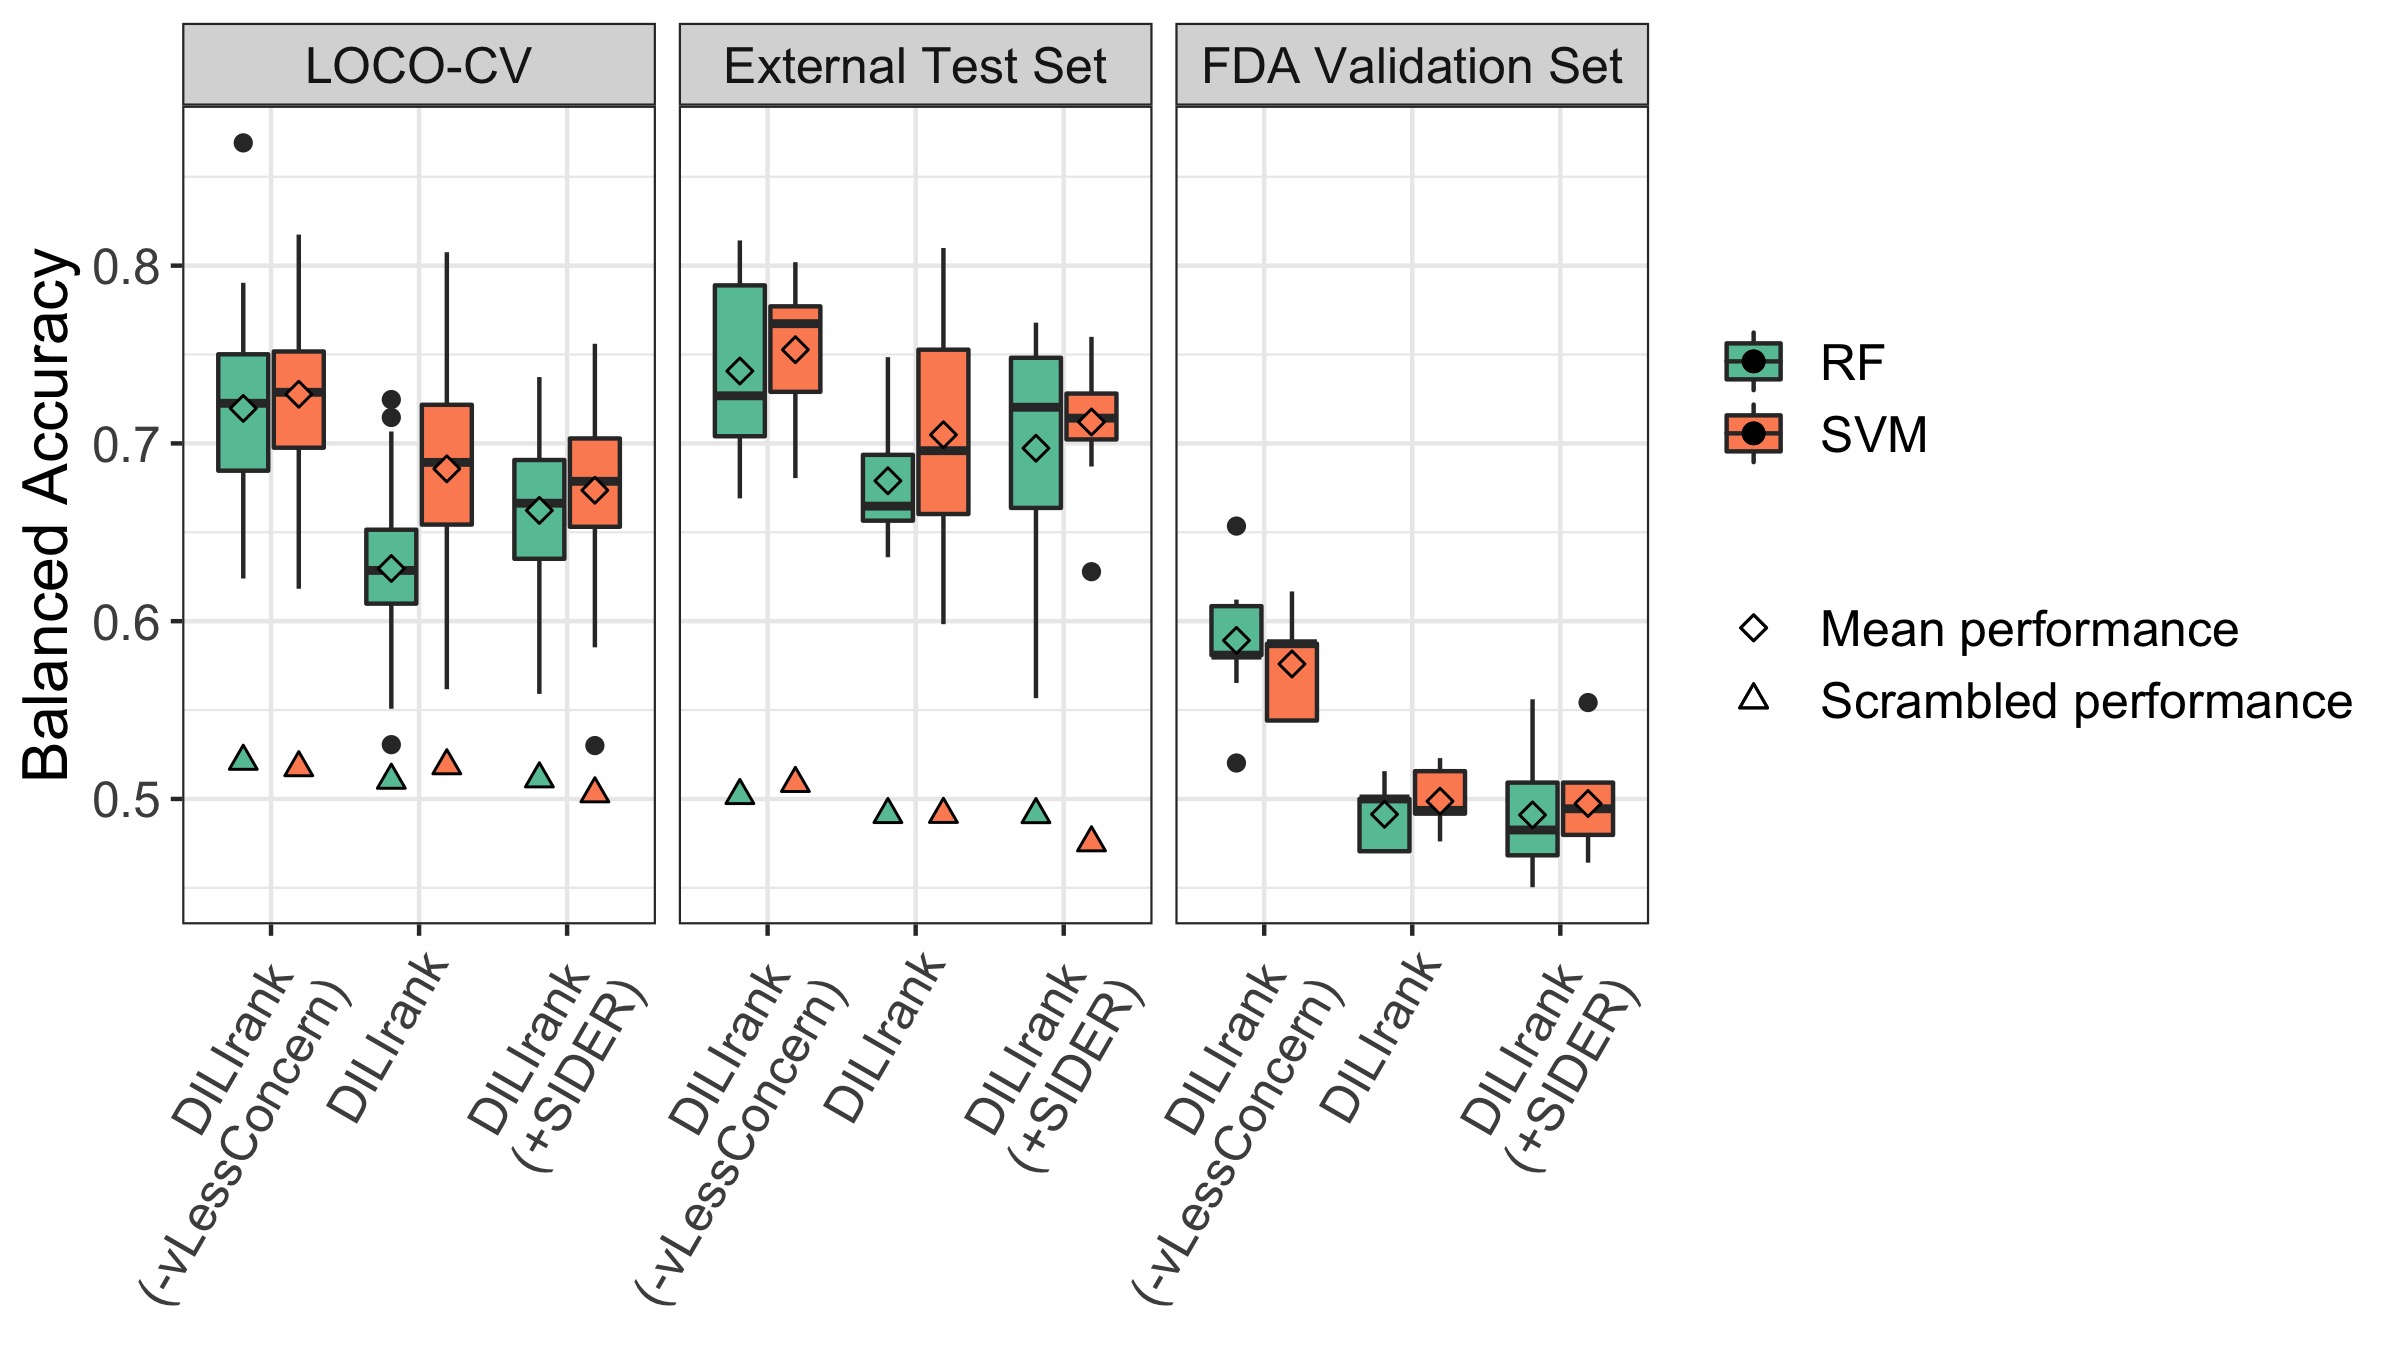 LOCO-CV
External Test Set
FDA Validation Set
Balanced Accuracy
0.8
0.7
0.6
0.5
DILIrank
(-vLessConcern)
DILIrank
DILIrank
(+SIDER)
DILIrank
(-vLessConcern)
DILIrank
DILIrank
(+SIDER)
DILIrank
(-vLessConcern)
DILIrank
DILIrank
(+SIDER)
RF
SVM
Mean performance
Scrambled performance